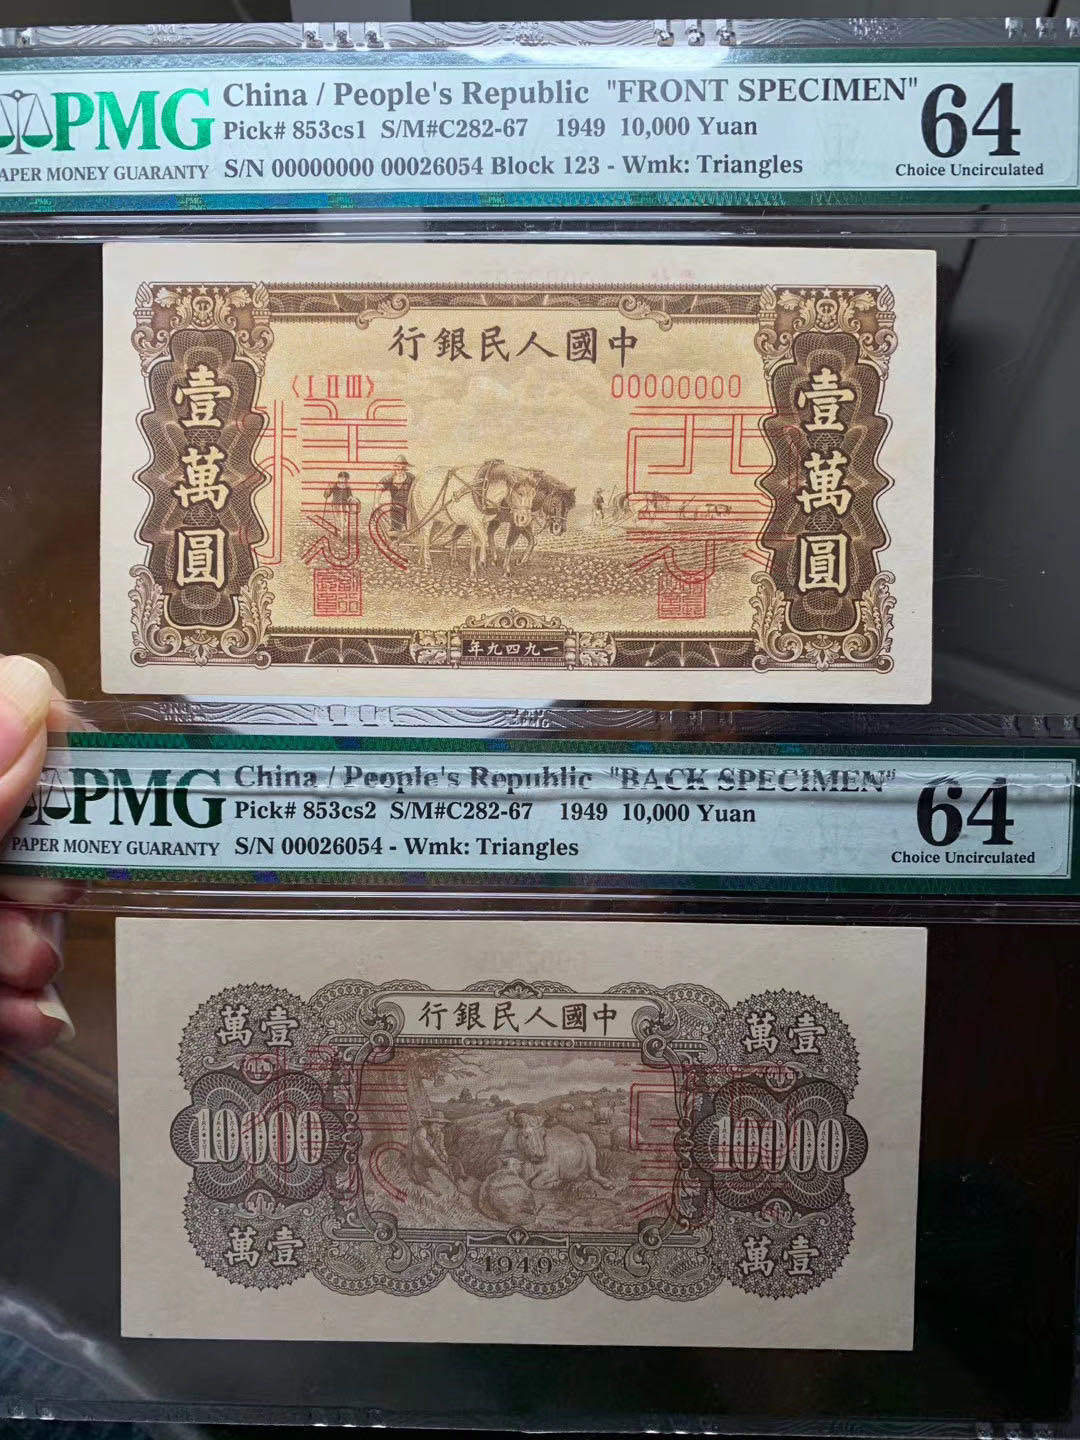 PMG
PAPER MONEY GUARANTY
China / People's Republic "FRONT SPECIMEN"
Pick# 853cs1 S/M#C282-67 1949 10,000 Yuan
S/N 00000000 00026054 Block 123 - Wmk: Triangles
64
Choice Uncirculated
行銀民人國中
〈I II III〉
00000000
壹萬圓
壹萬圓
樣票
年九四九一
PMG
PAPER MONEY GUARANTY
China / People's Republic "BACK SPECIMEN"
Pick# 853cs2 S/M#C282-67 1949 10,000 Yuan
S/N 00026054 - Wmk: Triangles
64
Choice Uncirculated
行銀民人國中
萬壹
萬壹
10000
10000
萬壹
萬壹
1949